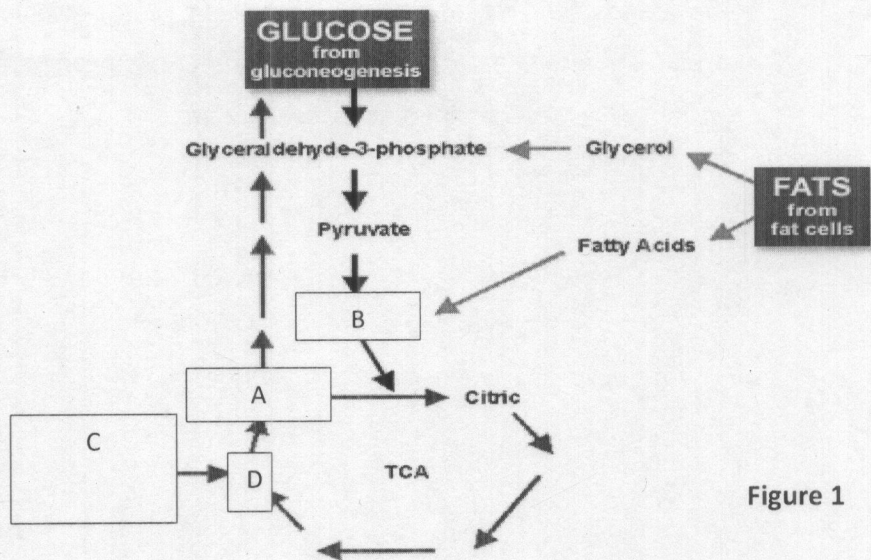 GLUCOSE
from
gluconeogenesis
Glyceraldehyde-3-phosphate
Glycerol
FATS
from
fat cells
Pyruvate
Fatty Acids
B
A
Citric
C
D
TCA
Figure 1